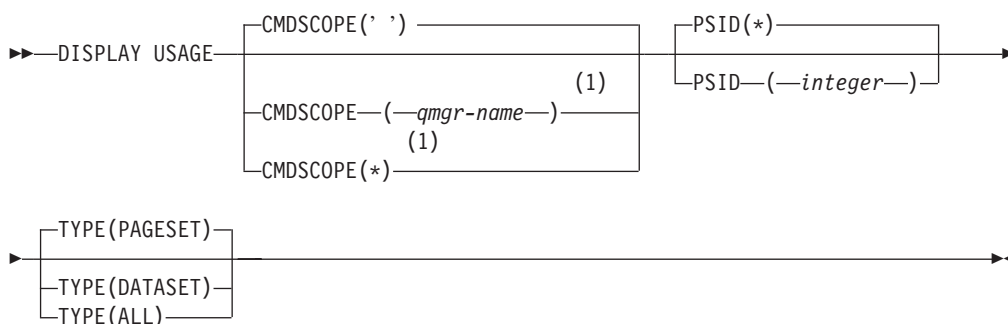 CMDSCOPE(' ') PSID(*)
DISPLAY USAGE
(1) PSID ( integer )
CMDSCOPE ( qmgr-name )
(1)
CMDSCOPE(*)
TYPE(PAGESET)
TYPE(DATASET)
TYPE(ALL)